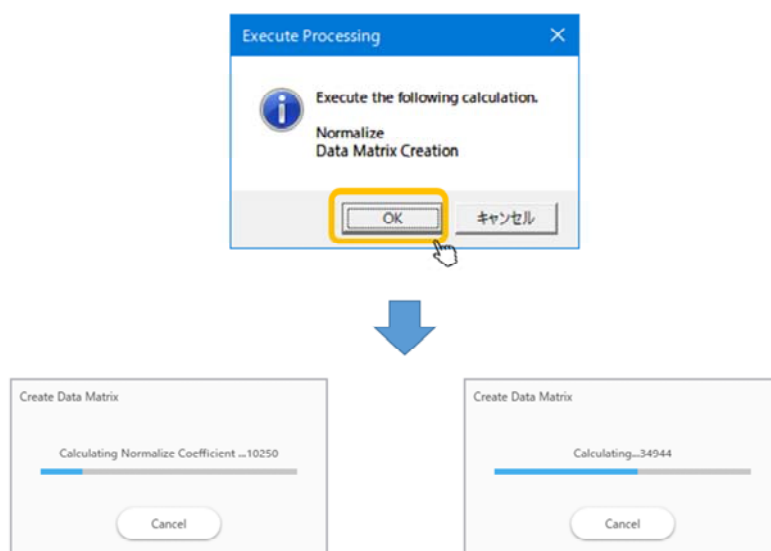 Execute Processing
Execute the following calculation.
Normalize
Data Matrix Creation
OK
キャンセル
Create Data Matrix
Calculating Normalize Coefficient ...10250
Cancel
Create Data Matrix
Calculating...34944
Cancel